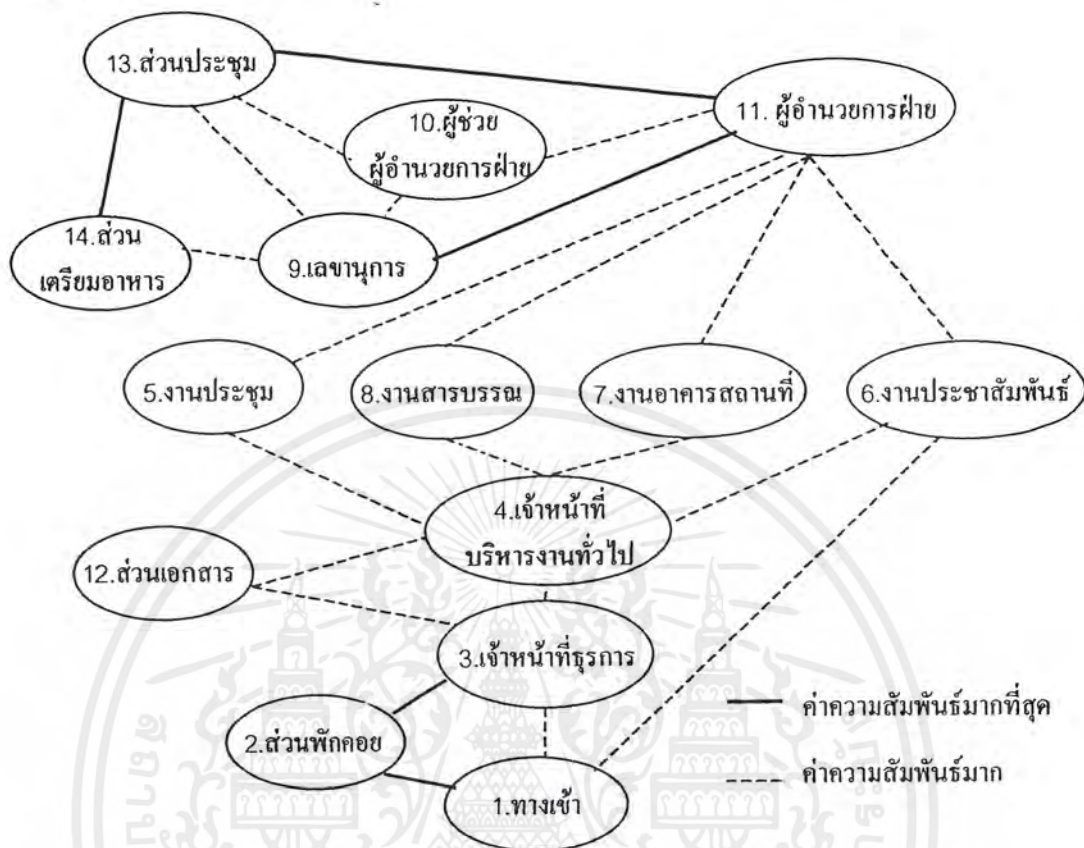 13.ส่วนประชุม
11. ผู้อำนวยการฝ่าย
10.ผู้ช่วย
ผู้อำนวยการฝ่าย
14.ส่วน
เตรียมอาหาร
9.เลขานุการ
5.งานประชุม
8.งานสารบรรณ
7.งานอาคารสถานที่
6.งานประชาสัมพันธ์
4.เจ้าหน้าที่
บริหารงานทั่วไป
12.ส่วนเอกสาร
3.เจ้าหน้าที่ธุรการ
2.ส่วนพักคอย
1.ทางเข้า
ค่าความสัมพันธ์มากที่สุด
ค่าความสัมพันธ์มาก